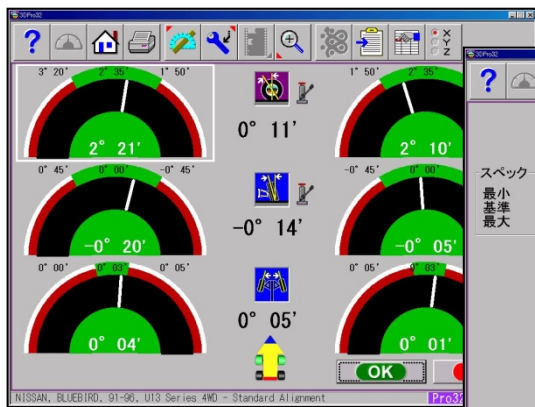 3DPro32
3DPro32
X
Y
Z
3° 20' 2° 35' 1° 50'
2° 21'
0° 11'
1° 50' 2° 35'
2° 10'
0° 45' 0° 00' -0° 45'
-0° 20'
-0° 14'
-0° 45' 0° 00'
-0° 05'
0° 00' 0° 03' 0° 05'
0° 04'
0° 05'
0° 05' 0° 03'
0° 01'
OK
NISSAN, BLUEBIRD, 91-96, U13 Series 4WD - Standard Alignment
Pro32
スペック
最小
基準
最大